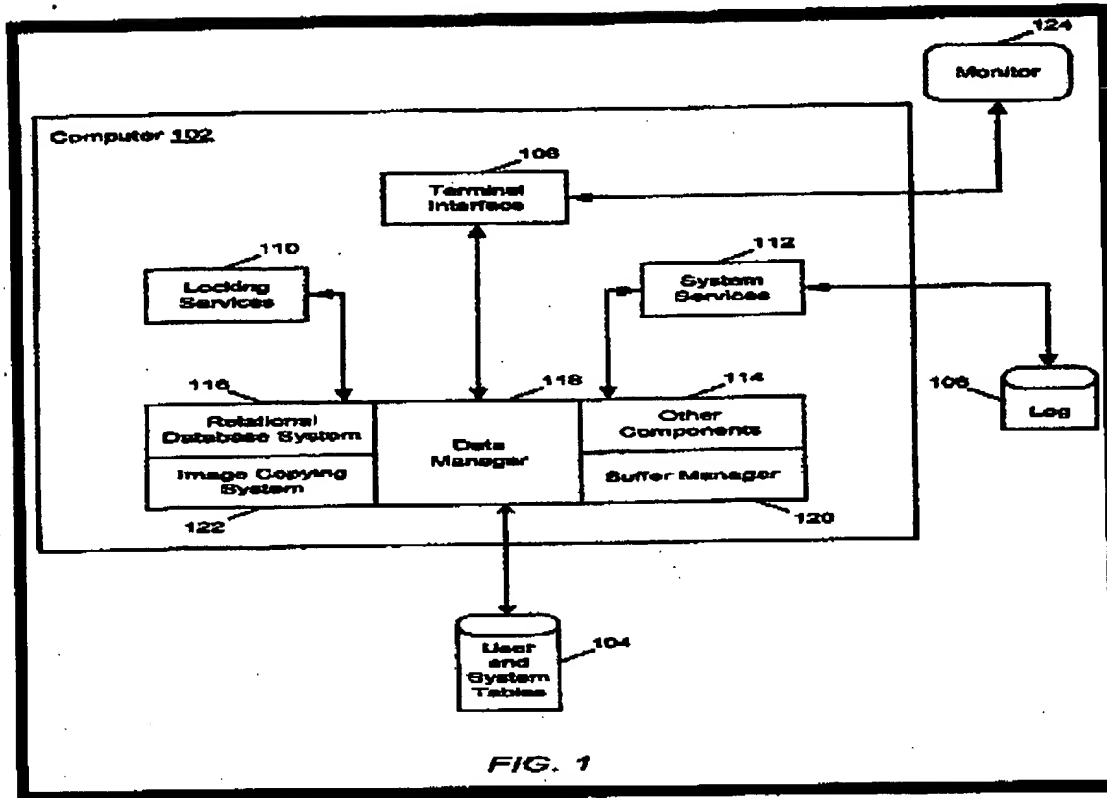 124
Monitor
Computer 102
108
Terminal
Interface
110
Locking
Services
112
System
Services
106
Log
116
Relational
Database System
118
Data
Manager
114
Other
Components
Image Copying
System
Buffer Manager
122
120
User
and
System
Tables
104
FIG. 1